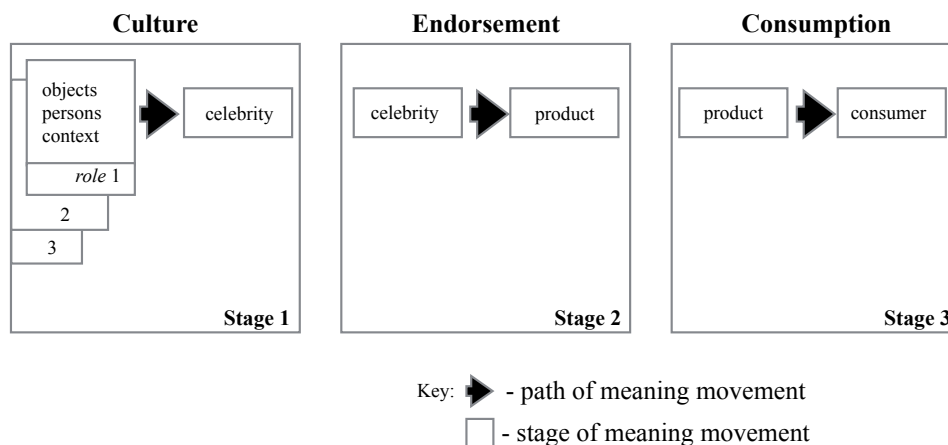 Culture
Endorsement
Consumption
objects
persons
context
celebrity
role 1
2
3
Stage 1
celebrity
product
Stage 2
product
consumer
Stage 3
Key: - path of meaning movement
- stage of meaning movement